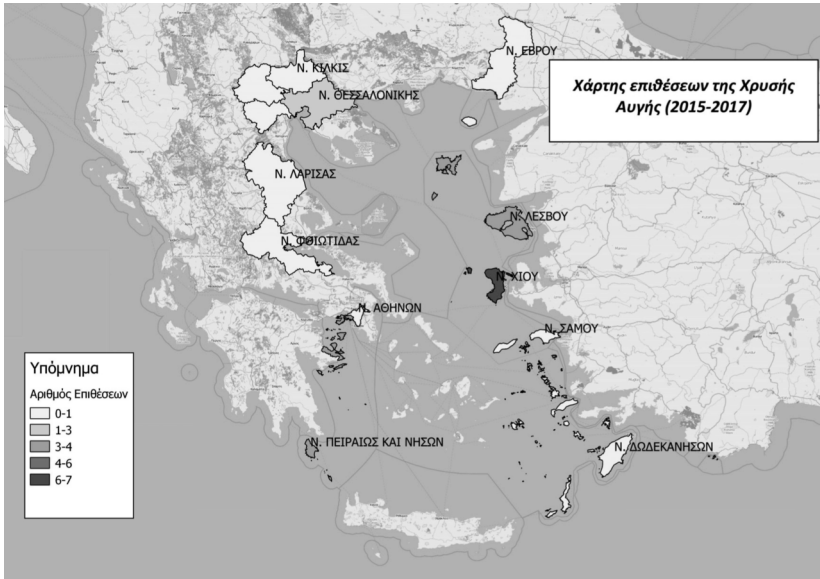 Ν. ΕΒΡΟΥ
Χάρτης επιθέσεων της Χρυσής
Αυγής (2015-2017)
Ν. ΚΙΛΚΙΣ
Ν. ΘΕΣΣΑΛΟΝΙΚΗΣ
Ν. ΛΑΡΙΣΑΣ
Ν. ΛΕΣΒΟΥ
Ν. ΦΘΙΩΤΙΔΑΣ
Ν. ΧΙΟΥ
Ν. ΑΘΗΝΩΝ
Ν. ΣΑΜΟΥ
Ν. ΠΕΙΡΑΙΩΣ ΚΑΙ ΝΗΣΩΝ
Ν. ΔΩΔΕΚΑΝΗΣΩΝ
Υπόμνημα
Αριθμός Επιθέσεων
0-1
1-3
3-4
4-6
6-7